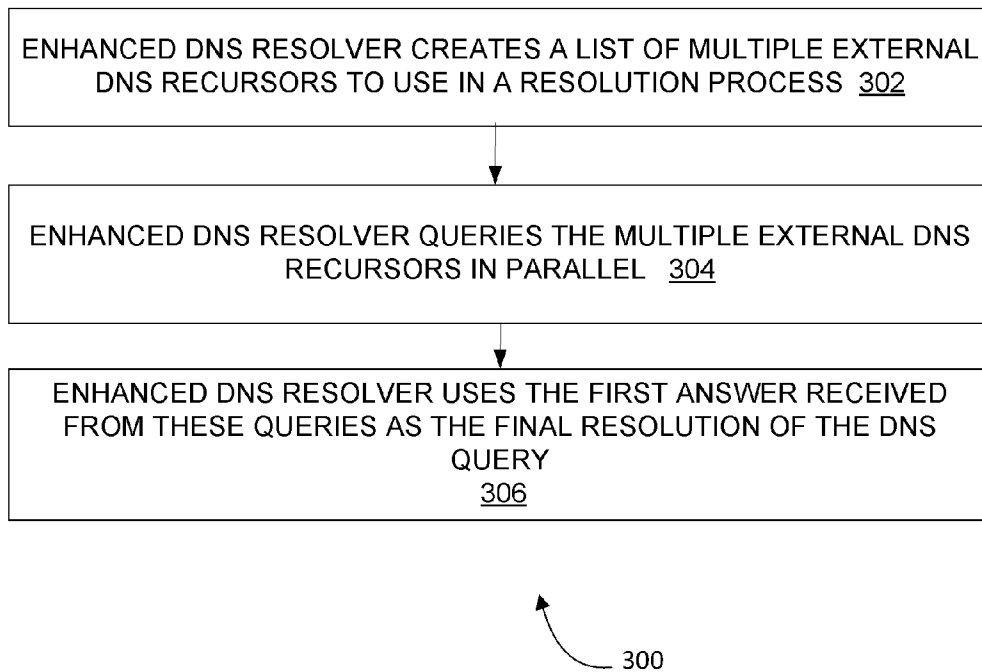 ENHANCED DNS RESOLVER CREATES A LIST OF MULTIPLE EXTERNAL
DNS RECURSORS TO USE IN A RESOLUTION PROCESS 302
ENHANCED DNS RESOLVER QUERIES THE MULTIPLE EXTERNAL DNS
RECURSORS IN PARALLEL 304
ENHANCED DNS RESOLVER USES THE FIRST ANSWER RECEIVED
FROM THESE QUERIES AS THE FINAL RESOLUTION OF THE DNS
QUERY
306
300